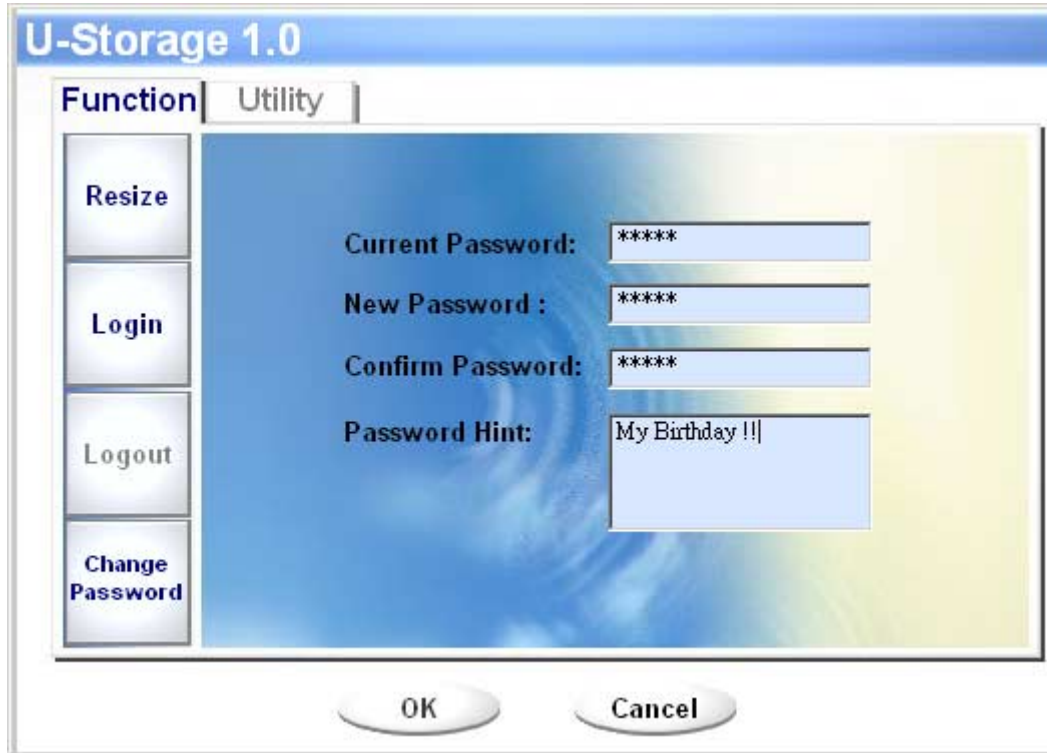 U-Storage 1.0
Function Utility
Resize
Login
Logout
Change
Password
Current Password: *****
New Password : *****
Confirm Password: *****
Password Hint: My Birthday !!
OK Cancel